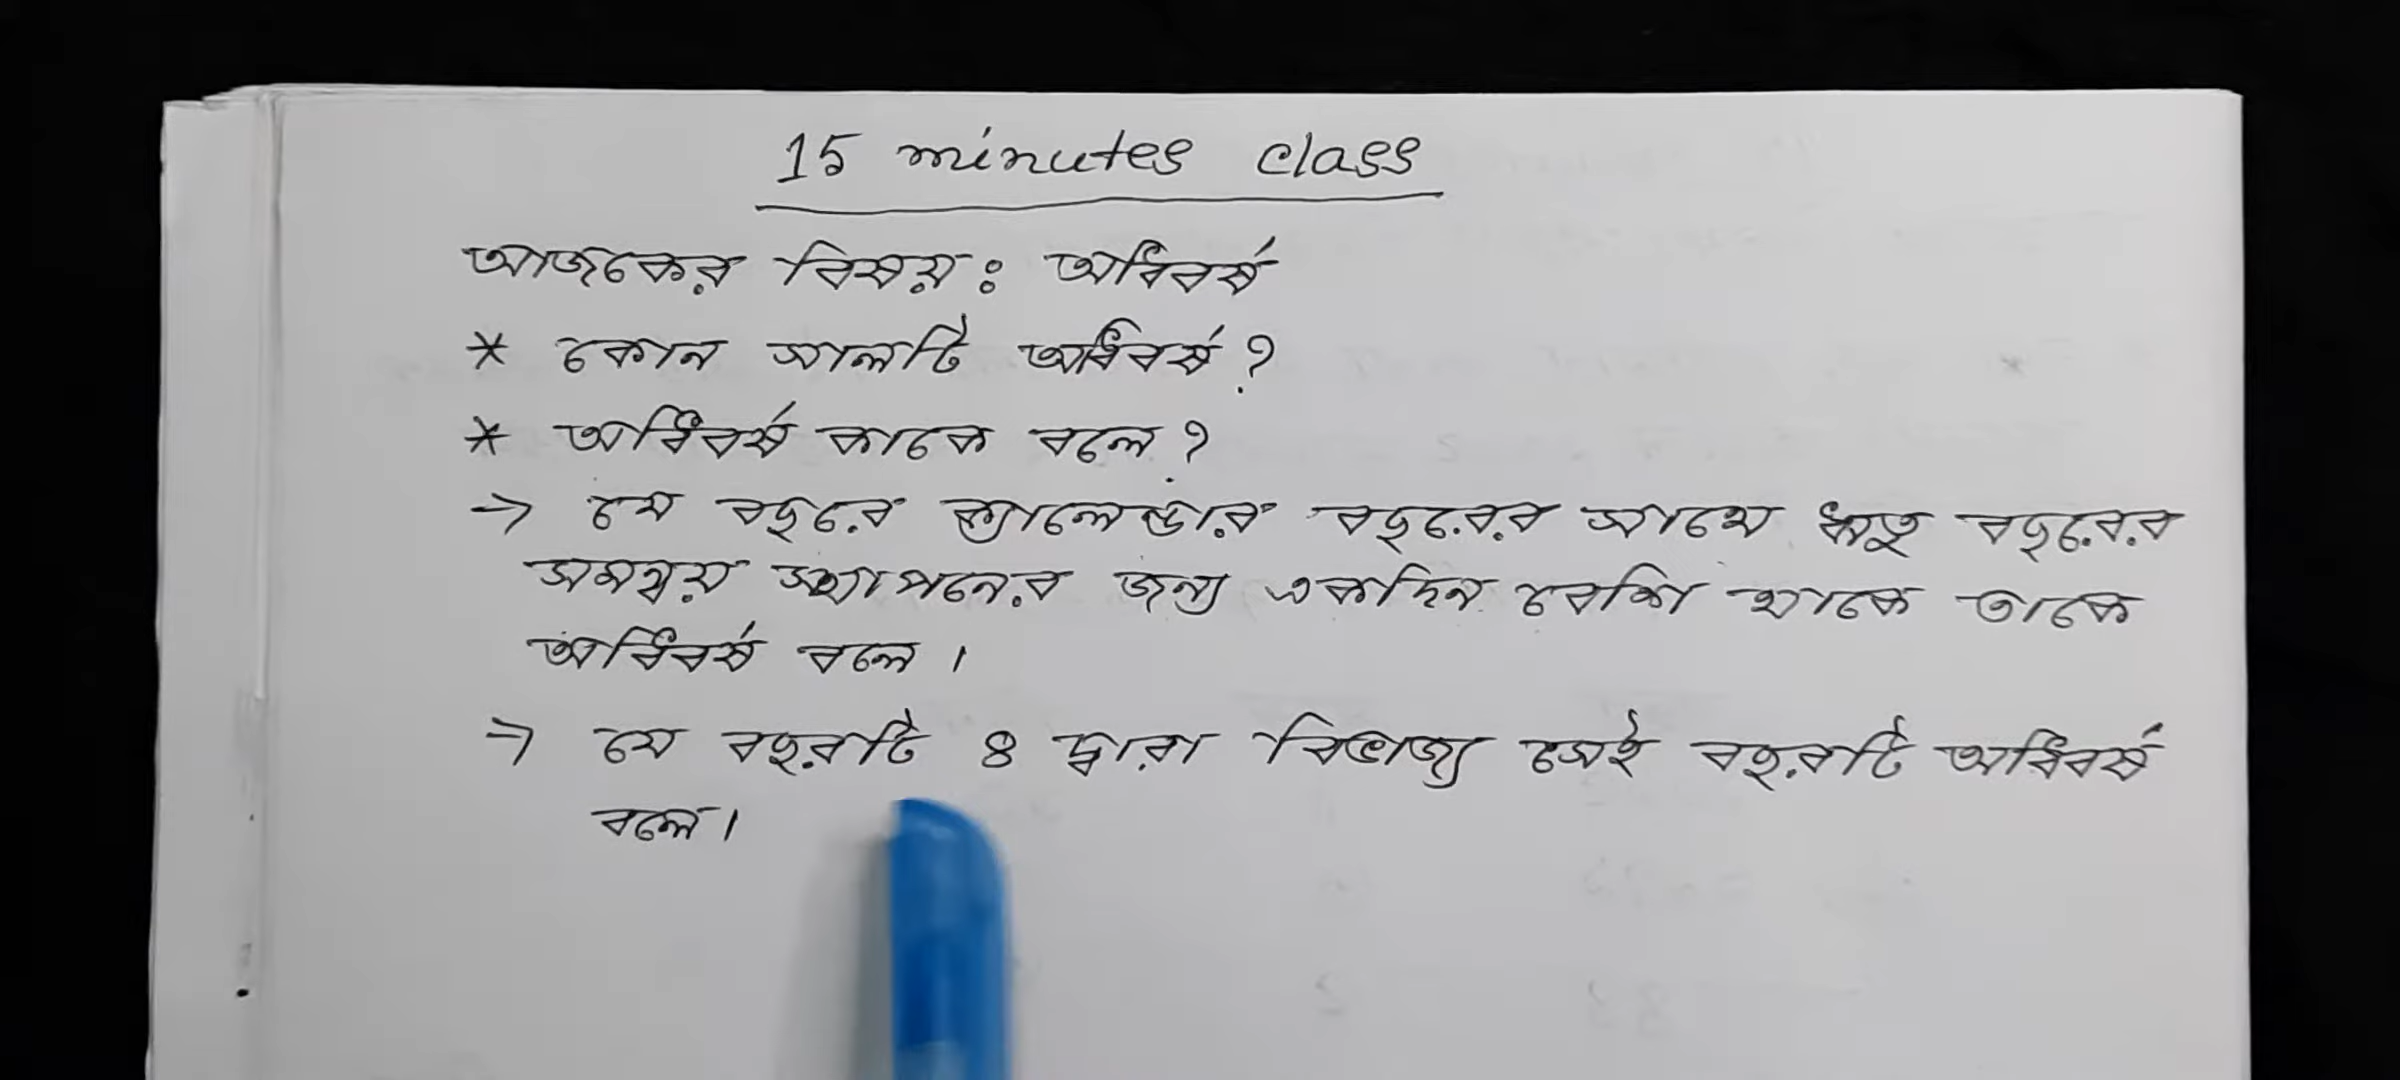 15 minutes class
আজকের বিষয়ঃ অধিবর্ষ
* কোন সালটি অধিবর্ষ?
* অধিবর্ষ কাকে বলে?
→ যে বছরে ক্যালেন্ডার বছরের সাথে ঋতু বছরের
সমন্বয় স্থাপনের জন্য একদিন বেশি থাকে তাকে
অধিবর্ষ বলে।
→ যে বছরটি ৪ দ্বারা বিভাজ্য সেই বছরটি অধিবর্ষ
বলে।